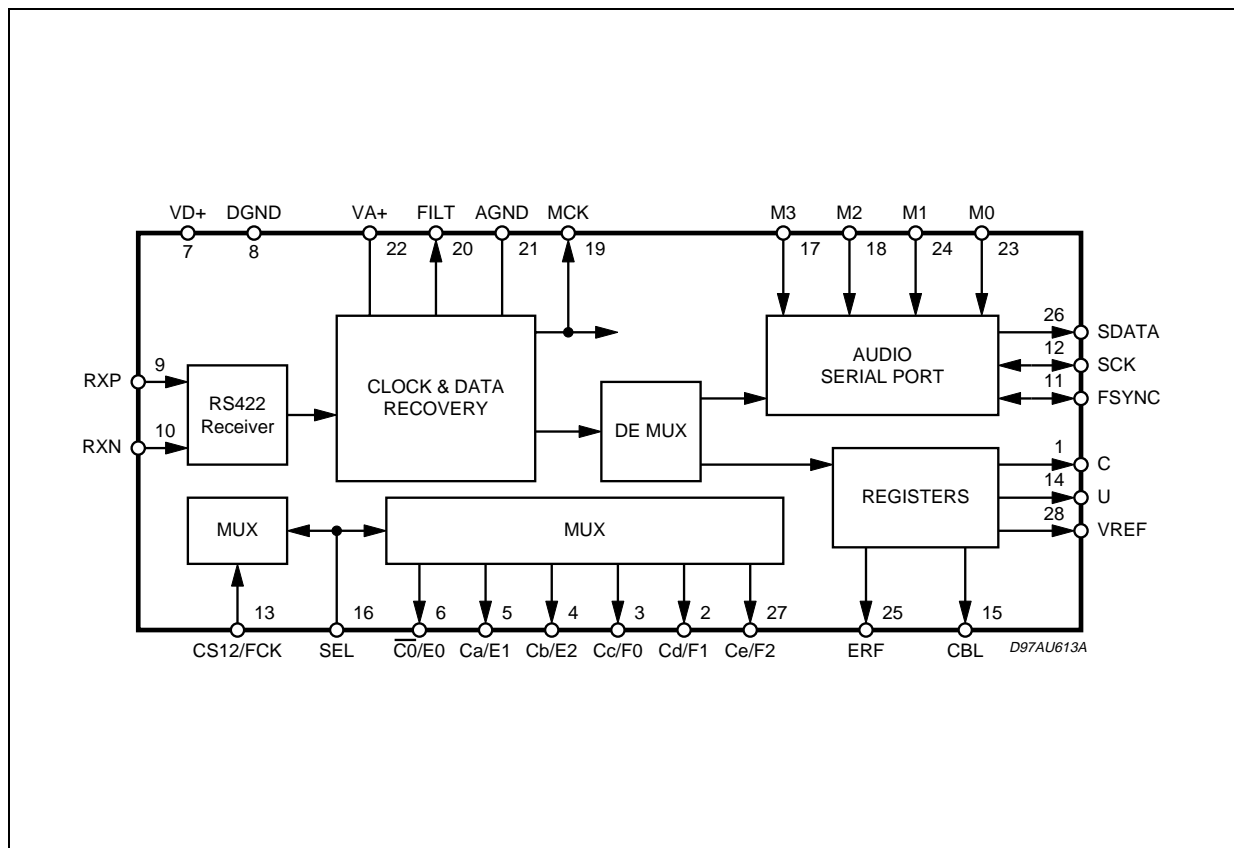 VD+ DGND VA+ FILT AGND MCK M3 M2 M1 M0
7 8 22 20 21 19 17 18 24 23
26 SDATA
12 SCK
11 FSYNC
9
RXP
10
RXN
RS422
Receiver
CLOCK & DATA
RECOVERY
DE MUX
AUDIO
SERIAL PORT
REGISTERS
1 C
14 U
28 VREF
MUX
MUX
13 16 6 5 4 3 2 27 25 15
CS12/FCK SEL C̅0̅/E0 Ca/E1 Cb/E2 Cc/F0 Cd/F1 Ce/F2 ERF CBL D97AU613A